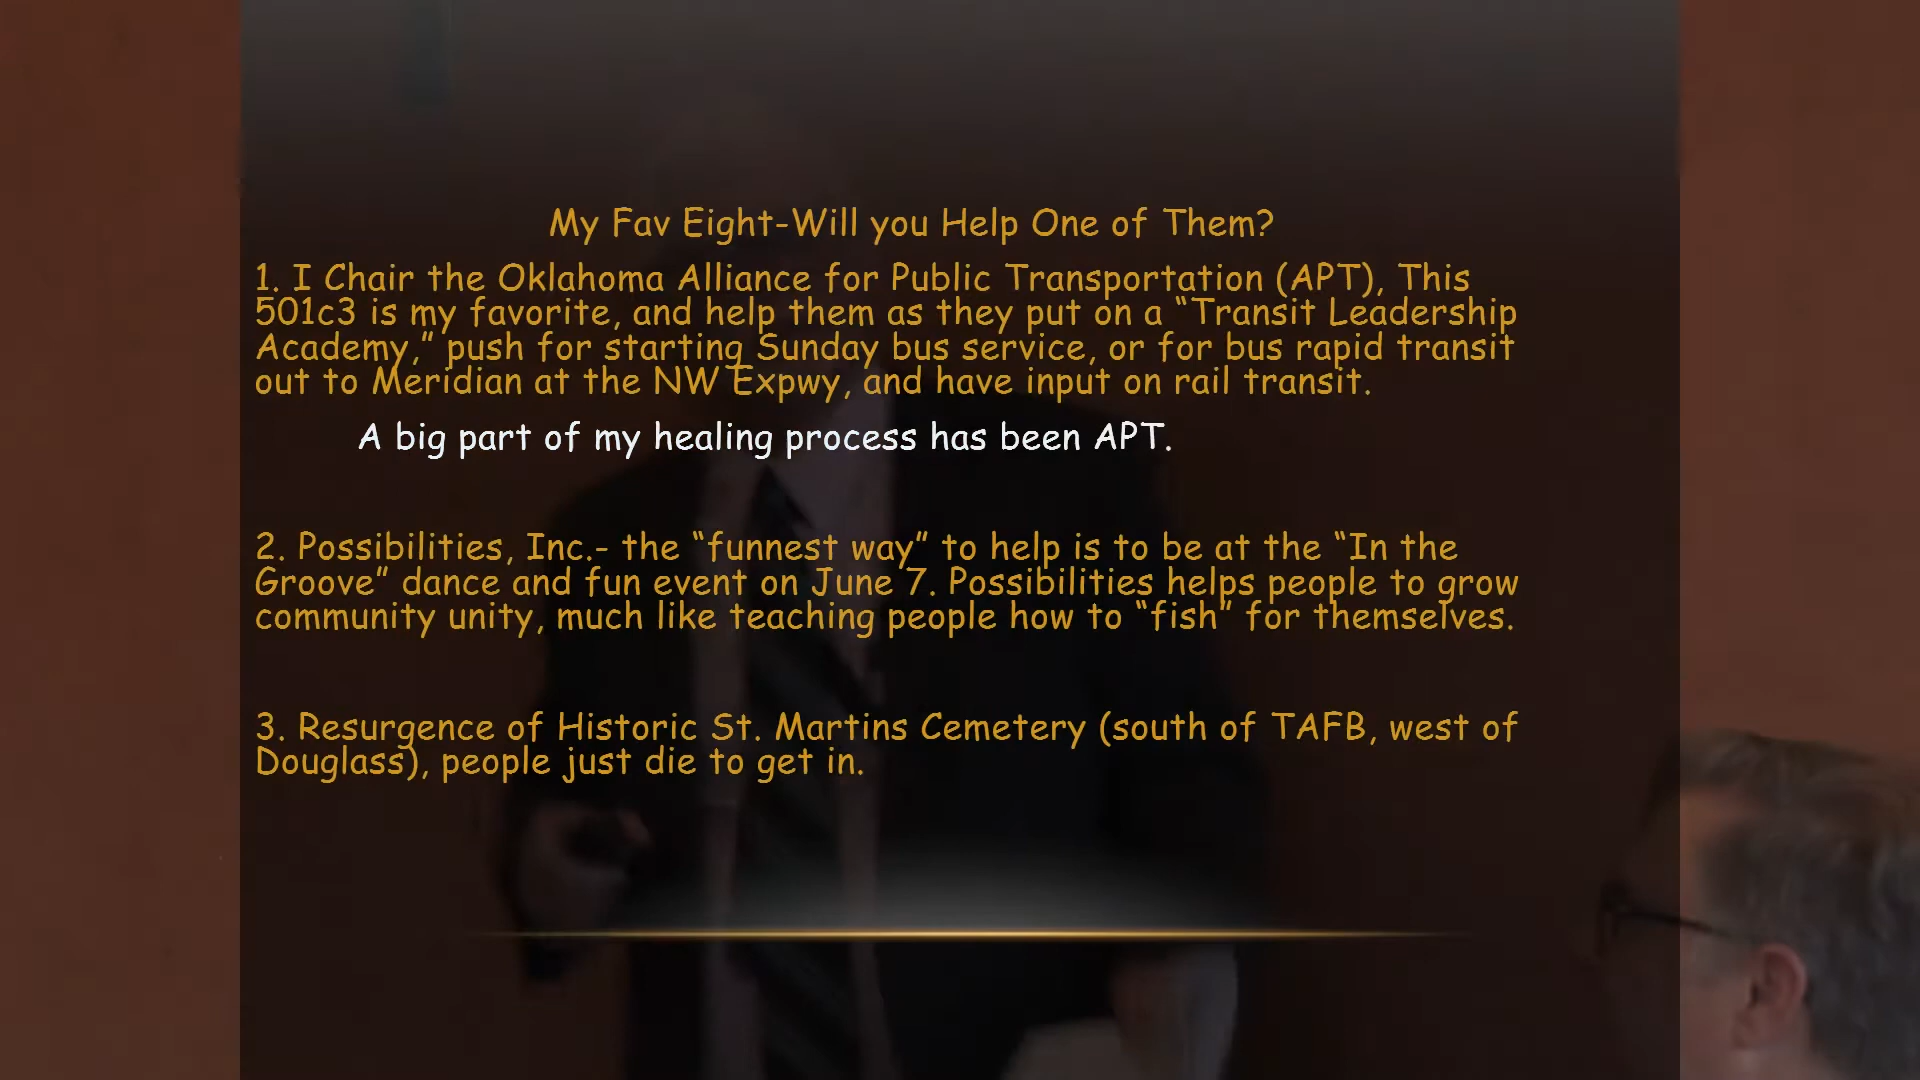 My Fav Eight-Will you Help One of Them?
1. I Chair the Oklahoma Alliance for Public Transportation (APT), This
501c3 is my favorite, and help them as they put on a “Transit Leadership
Academy,” push for starting Sunday bus service, or for bus rapid transit
out to Meridian at the NW Expwy, and have input on rail transit.
A big part of my healing process has been APT.
2. Possibilities, Inc.- the “funnest way” to help is to be at the “In the
Groove” dance and fun event on June 7. Possibilities helps people to grow
community unity, much like teaching people how to “fish” for themselves.
3. Resurgence of Historic St. Martins Cemetery (south of TAFB, west of
Douglass), people just die to get in.